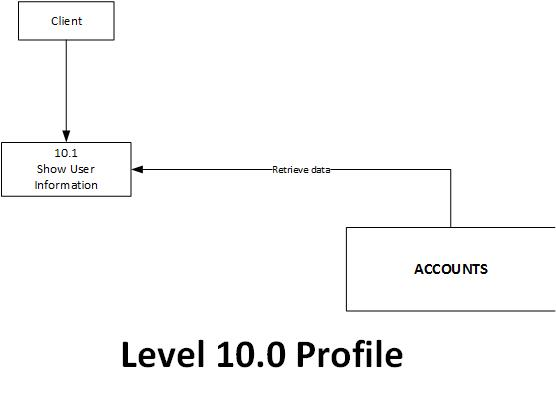 Client
10.1
Show User
Information
Retrieve data
ACCOUNTS
Level 10.0 Profile